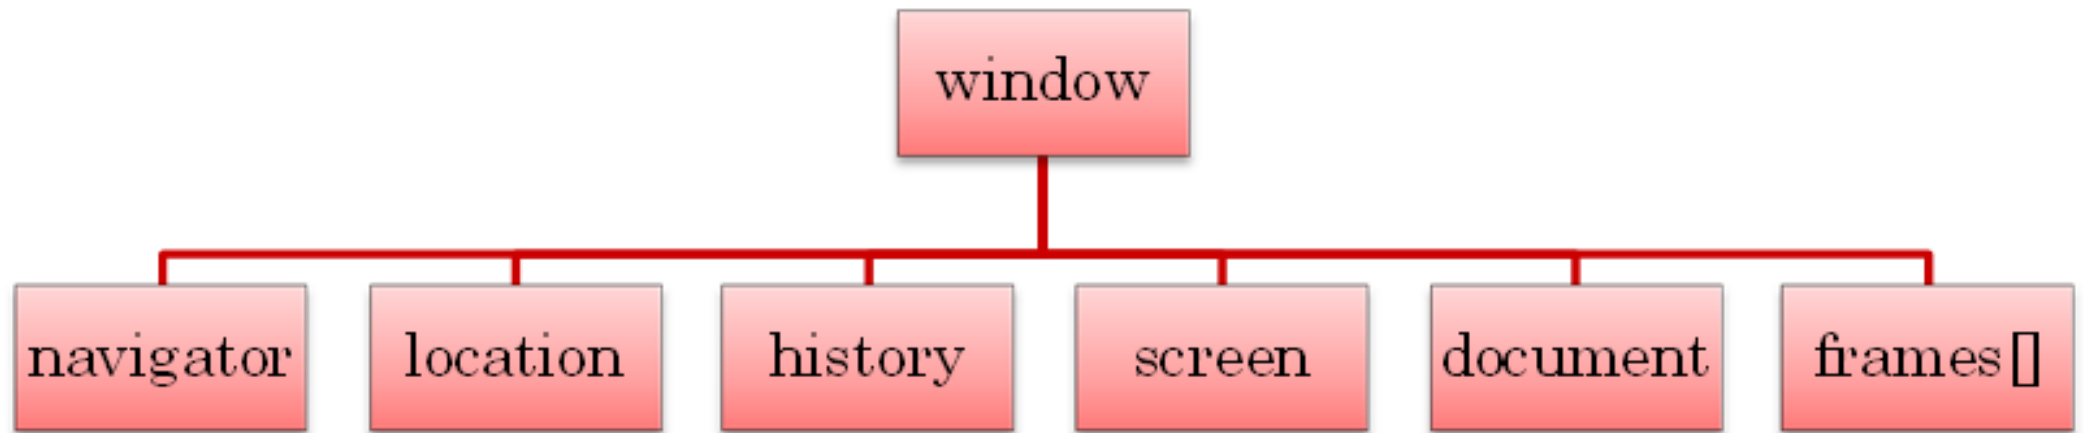 window
navigator
location
history
screen
document
frames[]